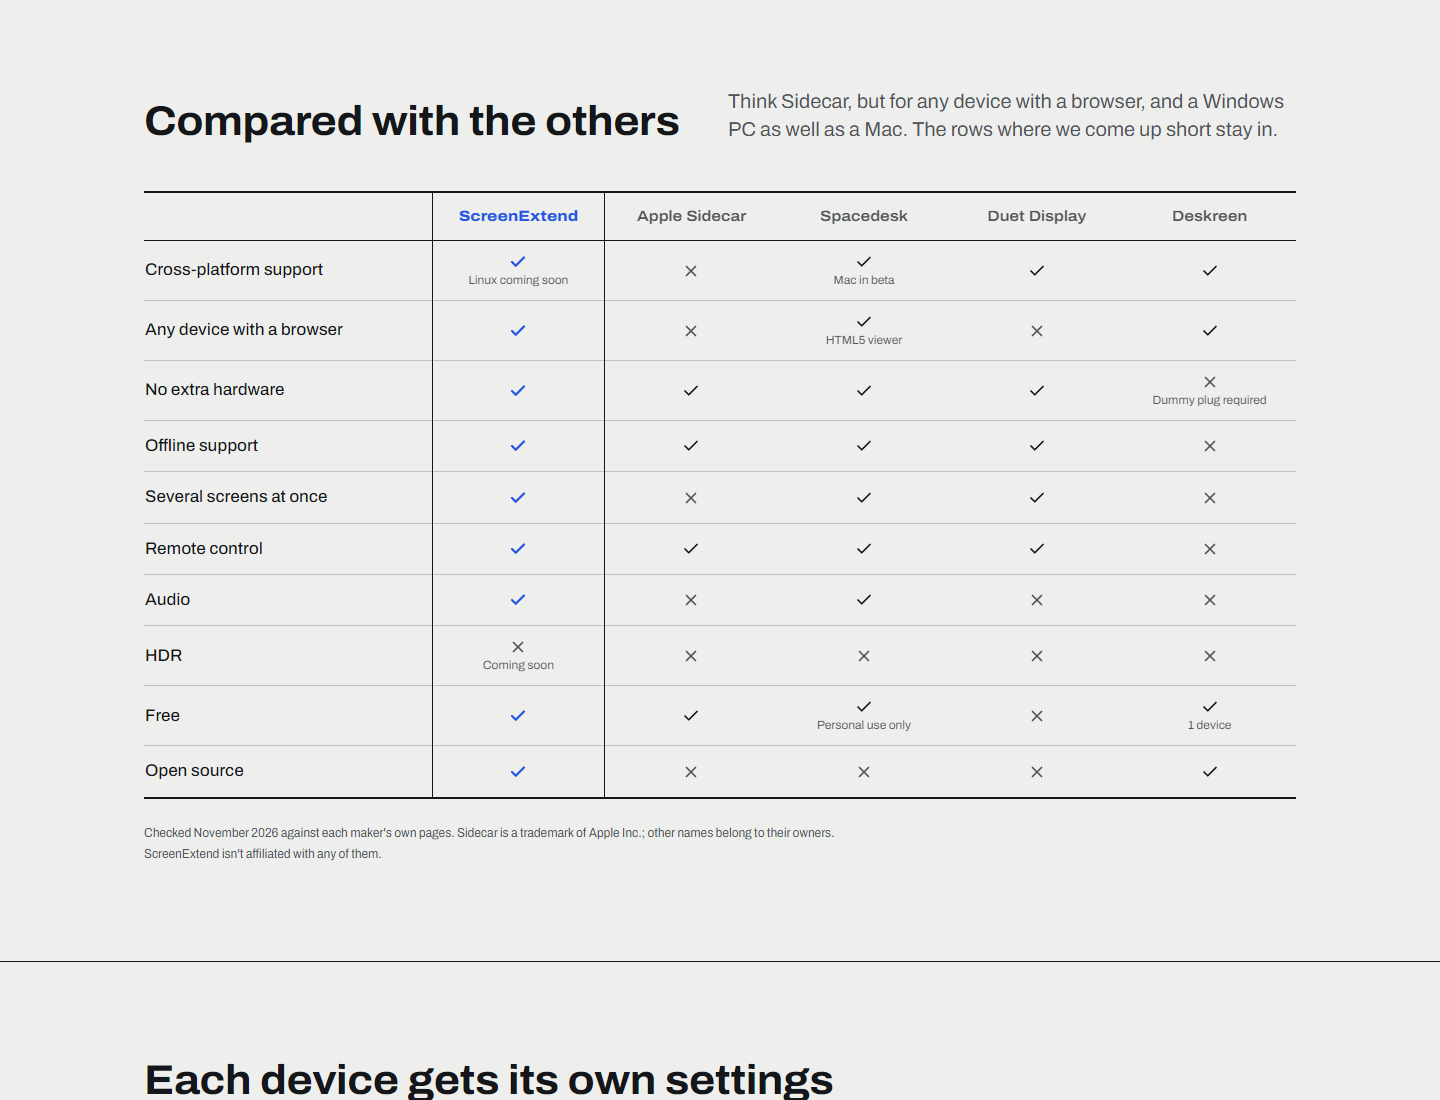 Compared with the others
Think Sidecar, but for any device with a browser, and a Windows
PC as well as a Mac. The rows where we come up short stay in.
ScreenExtend Apple Sidecar Spacedesk Duet Display Deskreen
Cross-platform support
Linux coming soon
Mac in beta
Any device with a browser
HTML5 viewer
No extra hardware
Dummy plug required
Offline support
Several screens at once
Remote control
Audio
HDR
Coming soon
Free
Personal use only
1 device
Open source
Checked November 2026 against each maker's own pages. Sidecar is a trademark of Apple Inc.; other names belong to their owners.
ScreenExtend isn't affiliated with any of them.
Each device gets its own settings